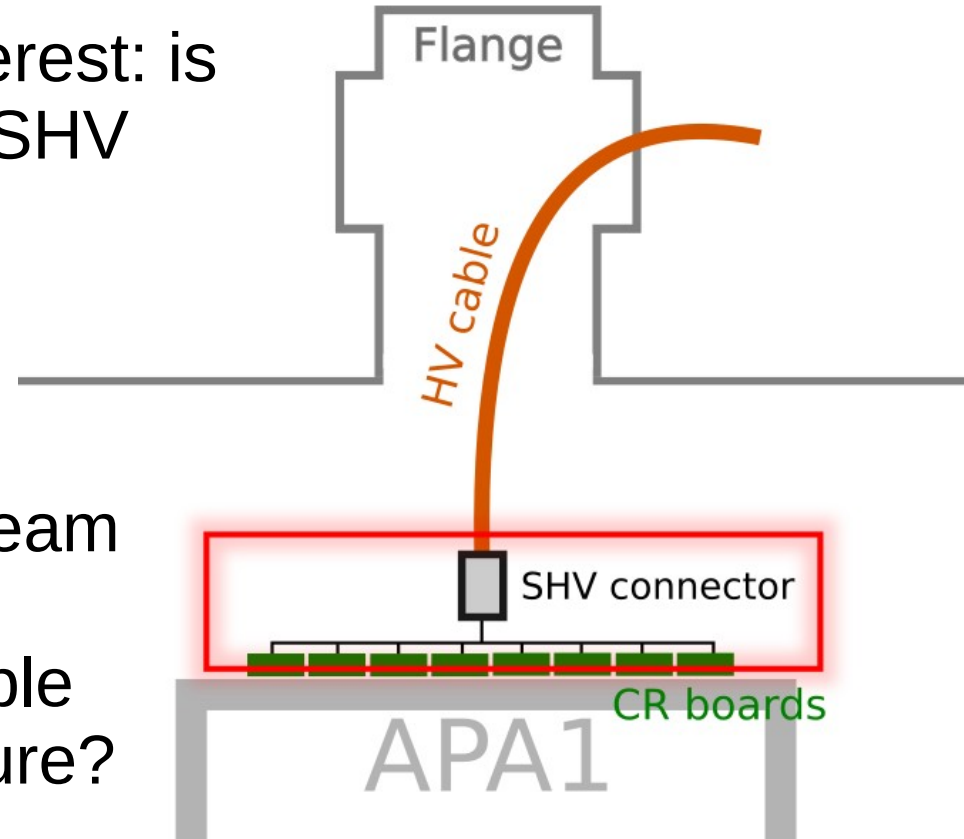 erest: is
SHV
eam
ble
ure?
Flange
HV cable
SHV connector
CR boards
APA1